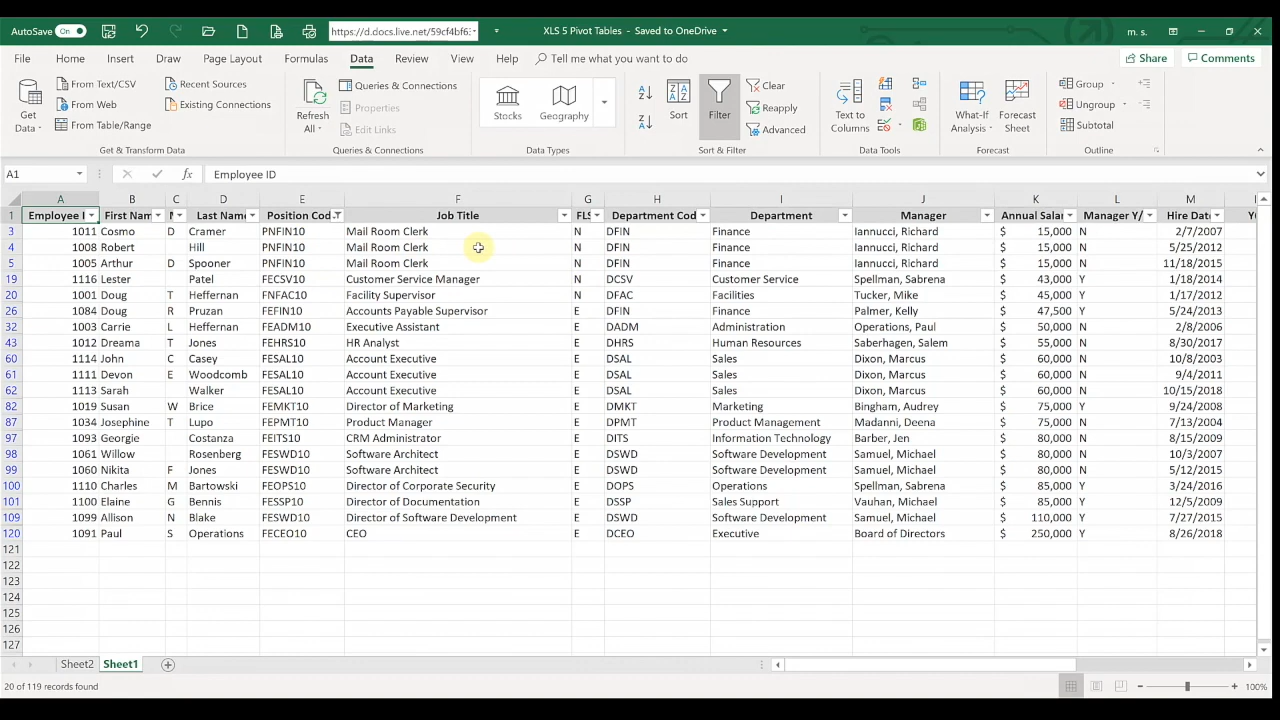 AutoSave On https://d.docs.live.net/59cf4bf6 XLS 5 Pivot Tables - Saved to OneDrive m. s.
File Home Insert Draw Page Layout Formulas Data Review View Help Tell me what you want to do Share Comments
Get Data
From Text/CSV
From Web
From Table/Range
Recent Sources
Existing Connections
Refresh All
Queries & Connections
Properties
Edit Links
Stocks Geography
Sort Filter
Clear
Reapply
Advanced
Text to Columns
What-If Analysis
Forecast Sheet
Group
Ungroup
Subtotal
Get & Transform Data Queries & Connections Data Types Sort & Filter Data Tools Forecast Outline
A1 fx Employee ID
A B C D E F G H I J K L M
1 Employee I First Nam Last Name Position Cod Job Title FLS Department Cod Department Manager Annual Salar Manager Y/ Hire Dat
3 1011 Cosmo D Cramer PNFIN10 Mail Room Clerk N DFIN Finance Iannucci, Richard $ 15,000 N 2/7/2007
4 1008 Robert Hill PNFIN10 Mail Room Clerk N DFIN Finance Iannucci, Richard $ 15,000 N 5/25/2012
5 1005 Arthur D Spooner PNFIN10 Mail Room Clerk N DFIN Finance Iannucci, Richard $ 15,000 N 11/18/2015
19 1116 Lester Patel FECSV10 Customer Service Manager N DCSV Customer Service Spellman, Sabrena $ 43,000 Y 1/18/2014
20 1001 Doug T Heffernan FNFAC10 Facility Supervisor N DFAC Facilities Tucker, Mike $ 45,000 Y 1/17/2012
26 1084 Doug R Pruzan FEFIN10 Accounts Payable Supervisor E DFIN Finance Palmer, Kelly $ 47,500 Y 5/24/2013
32 1003 Carrie L Heffernan FEADM10 Executive Assistant E DADM Administration Operations, Paul $ 50,000 N 2/8/2006
43 1012 Dreama T Jones FEHRS10 HR Analyst E DHRS Human Resources Saberhagen, Salem $ 55,000 N 8/30/2017
60 1114 John C Casey FESAL10 Account Executive E DSAL Sales Dixon, Marcus $ 60,000 N 10/8/2003
61 1111 Devon E Woodcomb FESAL10 Account Executive E DSAL Sales Dixon, Marcus $ 60,000 N 9/4/2011
62 1113 Sarah Walker FESAL10 Account Executive E DSAL Sales Dixon, Marcus $ 60,000 N 10/15/2018
82 1019 Susan W Brice FEMKT10 Director of Marketing E DMKT Marketing Bingham, Audrey $ 75,000 Y 9/24/2008
87 1034 Josephine T Lupo FEPMT10 Product Manager E DPMT Product Management Madanni, Deena $ 75,000 Y 7/13/2004
97 1093 Georgie Costanza FEITS10 CRM Administrator E DITS Information Technology Barber, Jen $ 80,000 N 8/15/2009
98 1061 Willow Rosenberg FESWD10 Software Architect E DSWD Software Development Samuel, Michael $ 80,000 N 10/3/2007
99 1060 Nikita F Jones FESWD10 Software Architect E DSWD Software Development Samuel, Michael $ 80,000 N 5/12/2015
100 1110 Charles M Bartowski FEOPS10 Director of Corporate Security E DOPS Operations Spellman, Sabrena $ 85,000 Y 3/24/2016
101 1100 Elaine G Bennis FESSP10 Director of Documentation E DSSP Sales Support Vauhan, Michael $ 85,000 Y 12/5/2009
109 1099 Allison N Blake FESWD10 Director of Software Development E DSWD Software Development Samuel, Michael $ 110,000 Y 7/27/2015
120 1091 Paul S Operations FECEO10 CEO E DCEO Executive Board of Directors $ 250,000 Y 8/26/2018
121
122
123
124
125
126
127
Sheet2 Sheet1
20 of 119 records found 100%